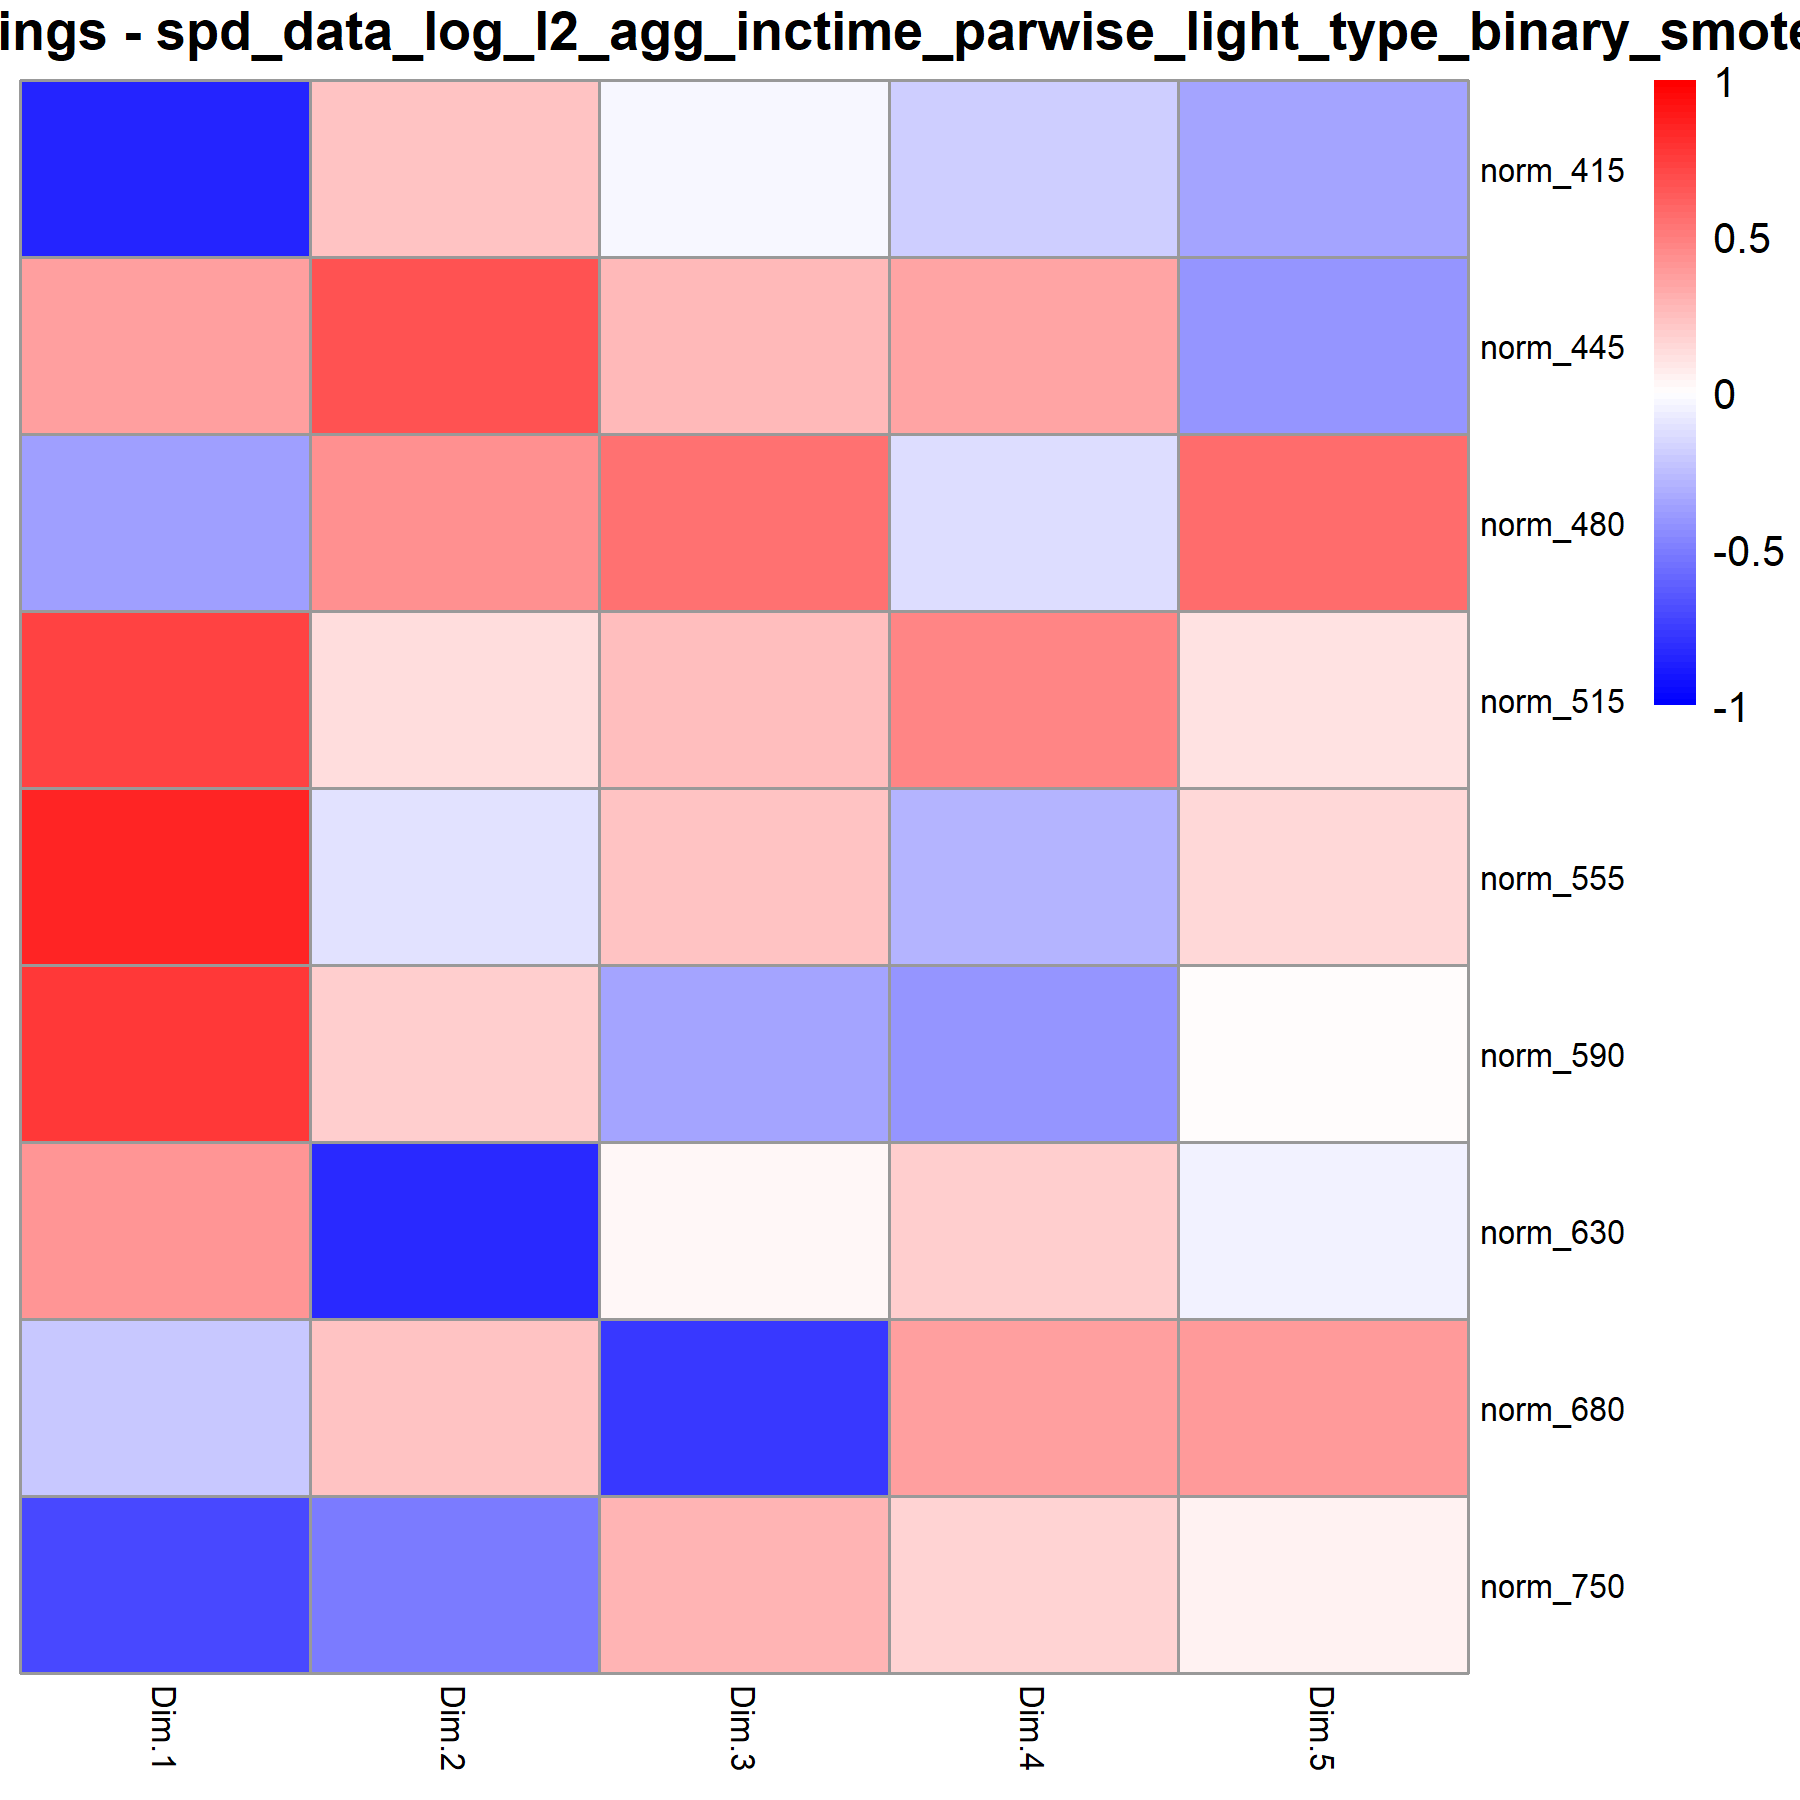 ings - spd_data_log_l2_agg_inctime_parwise_light_type_binary_smote
1
0.5
0
-0.5
-1
norm_415
norm_445
norm_480
norm_515
norm_555
norm_590
norm_630
norm_680
norm_750
Dim.1
Dim.2
Dim.3
Dim.4
Dim.5